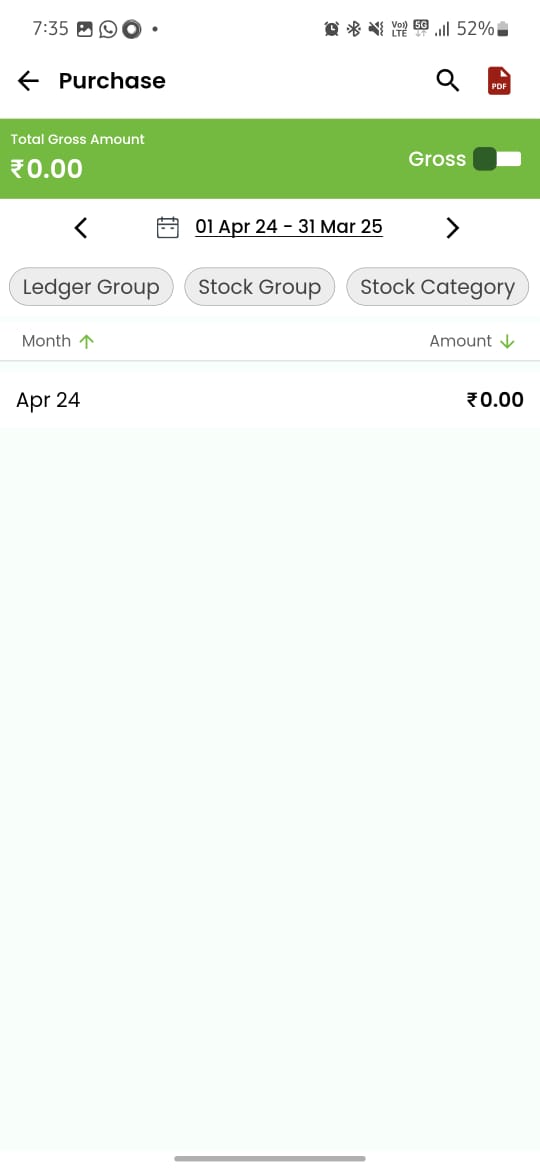 7:35 Vo)) LTE 5G 52%
Purchase PDF
Total Gross Amount
₹0.00
Gross
01 Apr 24 - 31 Mar 25
Ledger Group Stock Group Stock Category
Month Amount
Apr 24 ₹0.00